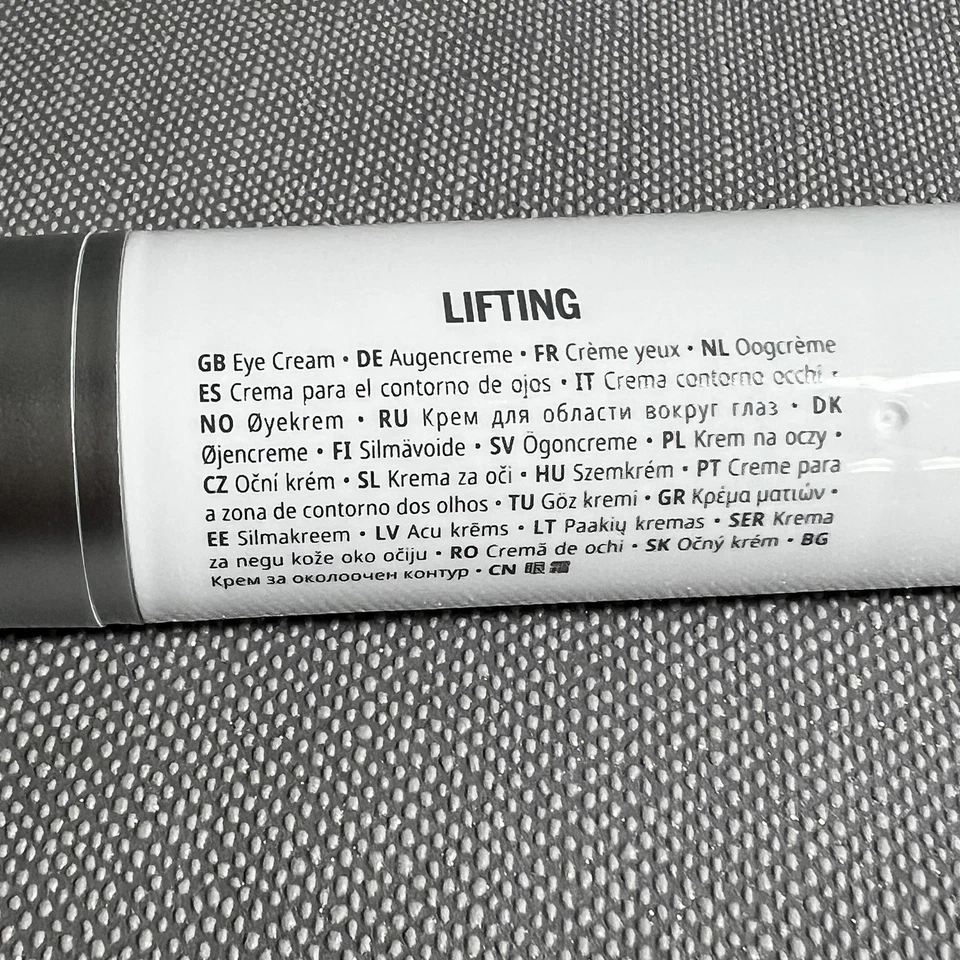 LIFTING
GB Eye Cream • DE Augencreme • FR Crème yeux • NL Oogcrème
ES Crema para el contorno de ojos • IT Crema contorno occhi •
NO Øyekrem • RU Крем для области вокруг глаз • DK
Øjencreme • FI Silmävoide • SV Ögoncreme • PL Krem na oczy •
CZ Oční krém • SL Krema za oči • HU Szemkrém • PT Creme para
a zona de contorno dos olhos • TU Göz kremi • GR Κρέμα ματιών •
EE Silmakreem • LV Acu krēms • LT Paakių kremas • SER Krema
za negu kože oko očiju • RO Cremă de ochi • SK Očný krém • BG
Крем за околоочен контур • CN 眼霜